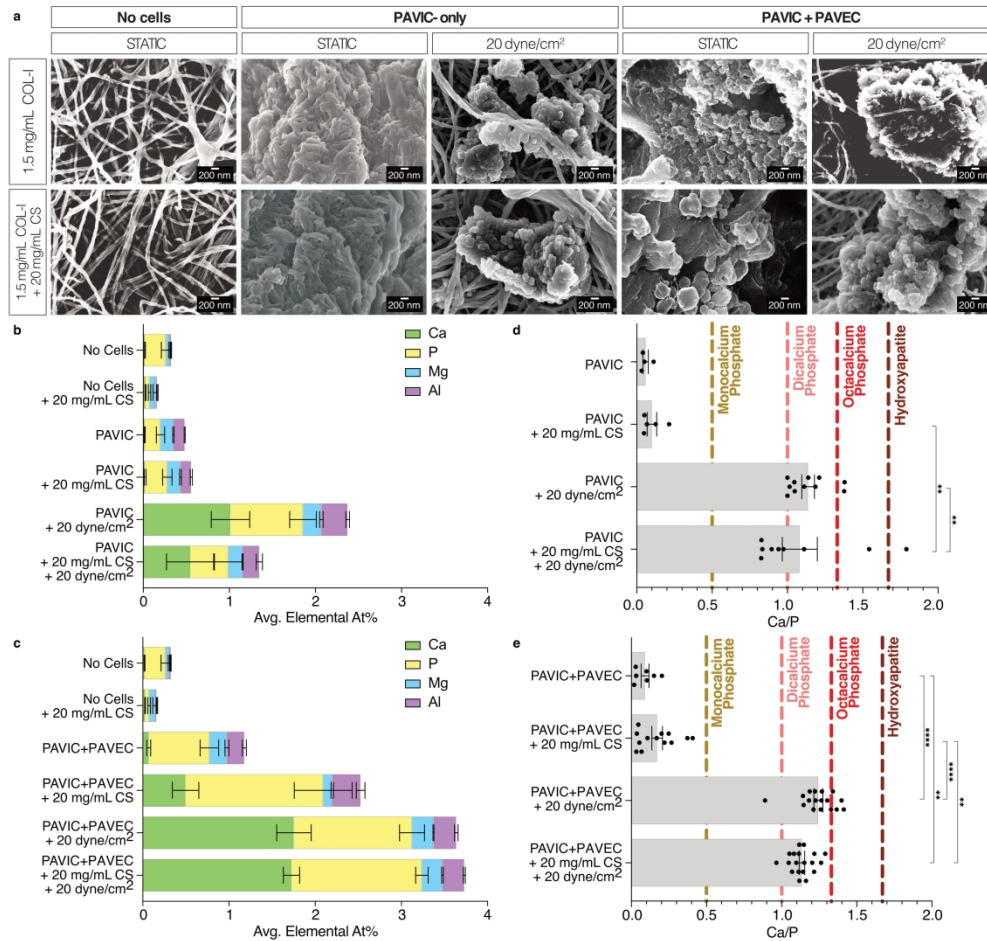 a
No cells
PAVIC- only
PAVIC + PAVEC
STATIC
STATIC
20 dyne/cm²
STATIC
20 dyne/cm²
1.5 mg/mL COL-I
200 nm
200 nm
200 nm
200 nm
200 nm
1.5 mg/mL COL-I
+ 20 mg/mL CS
200 nm
200 nm
200 nm
200 nm
200 nm
b
No Cells
No Cells
+ 20 mg/mL CS
PAVIC
PAVIC
+ 20 mg/mL CS
PAVIC
+ 20 dyne/cm²
PAVIC
+ 20 mg/mL CS
+ 20 dyne/cm²
Ca
P
Mg
Al
0
1
2
3
4
Avg. Elemental At%
d
PAVIC
PAVIC
+ 20 mg/mL CS
PAVIC
+ 20 dyne/cm²
PAVIC
+ 20 mg/mL CS
+ 20 dyne/cm²
Monocalcium
Phosphate
Dicalcium
Phosphate
Octacalcium
Phosphate
Hydroxyapatite
**
**
0.0
0.5
1.0
1.5
2.0
Ca/P
c
No Cells
No Cells
+ 20 mg/mL CS
PAVIC+PAVEC
PAVIC+PAVEC
+ 20 mg/mL CS
PAVIC+PAVEC
+ 20 dyne/cm²
PAVIC+PAVEC
+ 20 mg/mL CS
+ 20 dyne/cm²
Ca
P
Mg
Al
0
1
2
3
4
Avg. Elemental At%
e
PAVIC+PAVEC
PAVIC+PAVEC
+ 20 mg/mL CS
PAVIC+PAVEC
+ 20 dyne/cm²
PAVIC+PAVEC
+ 20 mg/mL CS
+ 20 dyne/cm²
Monocalcium
Phosphate
Dicalcium
Phosphate
Octacalcium
Phosphate
Hydroxyapatite
****
**
****
**
0.0
0.5
1.0
1.5
2.0
Ca/P